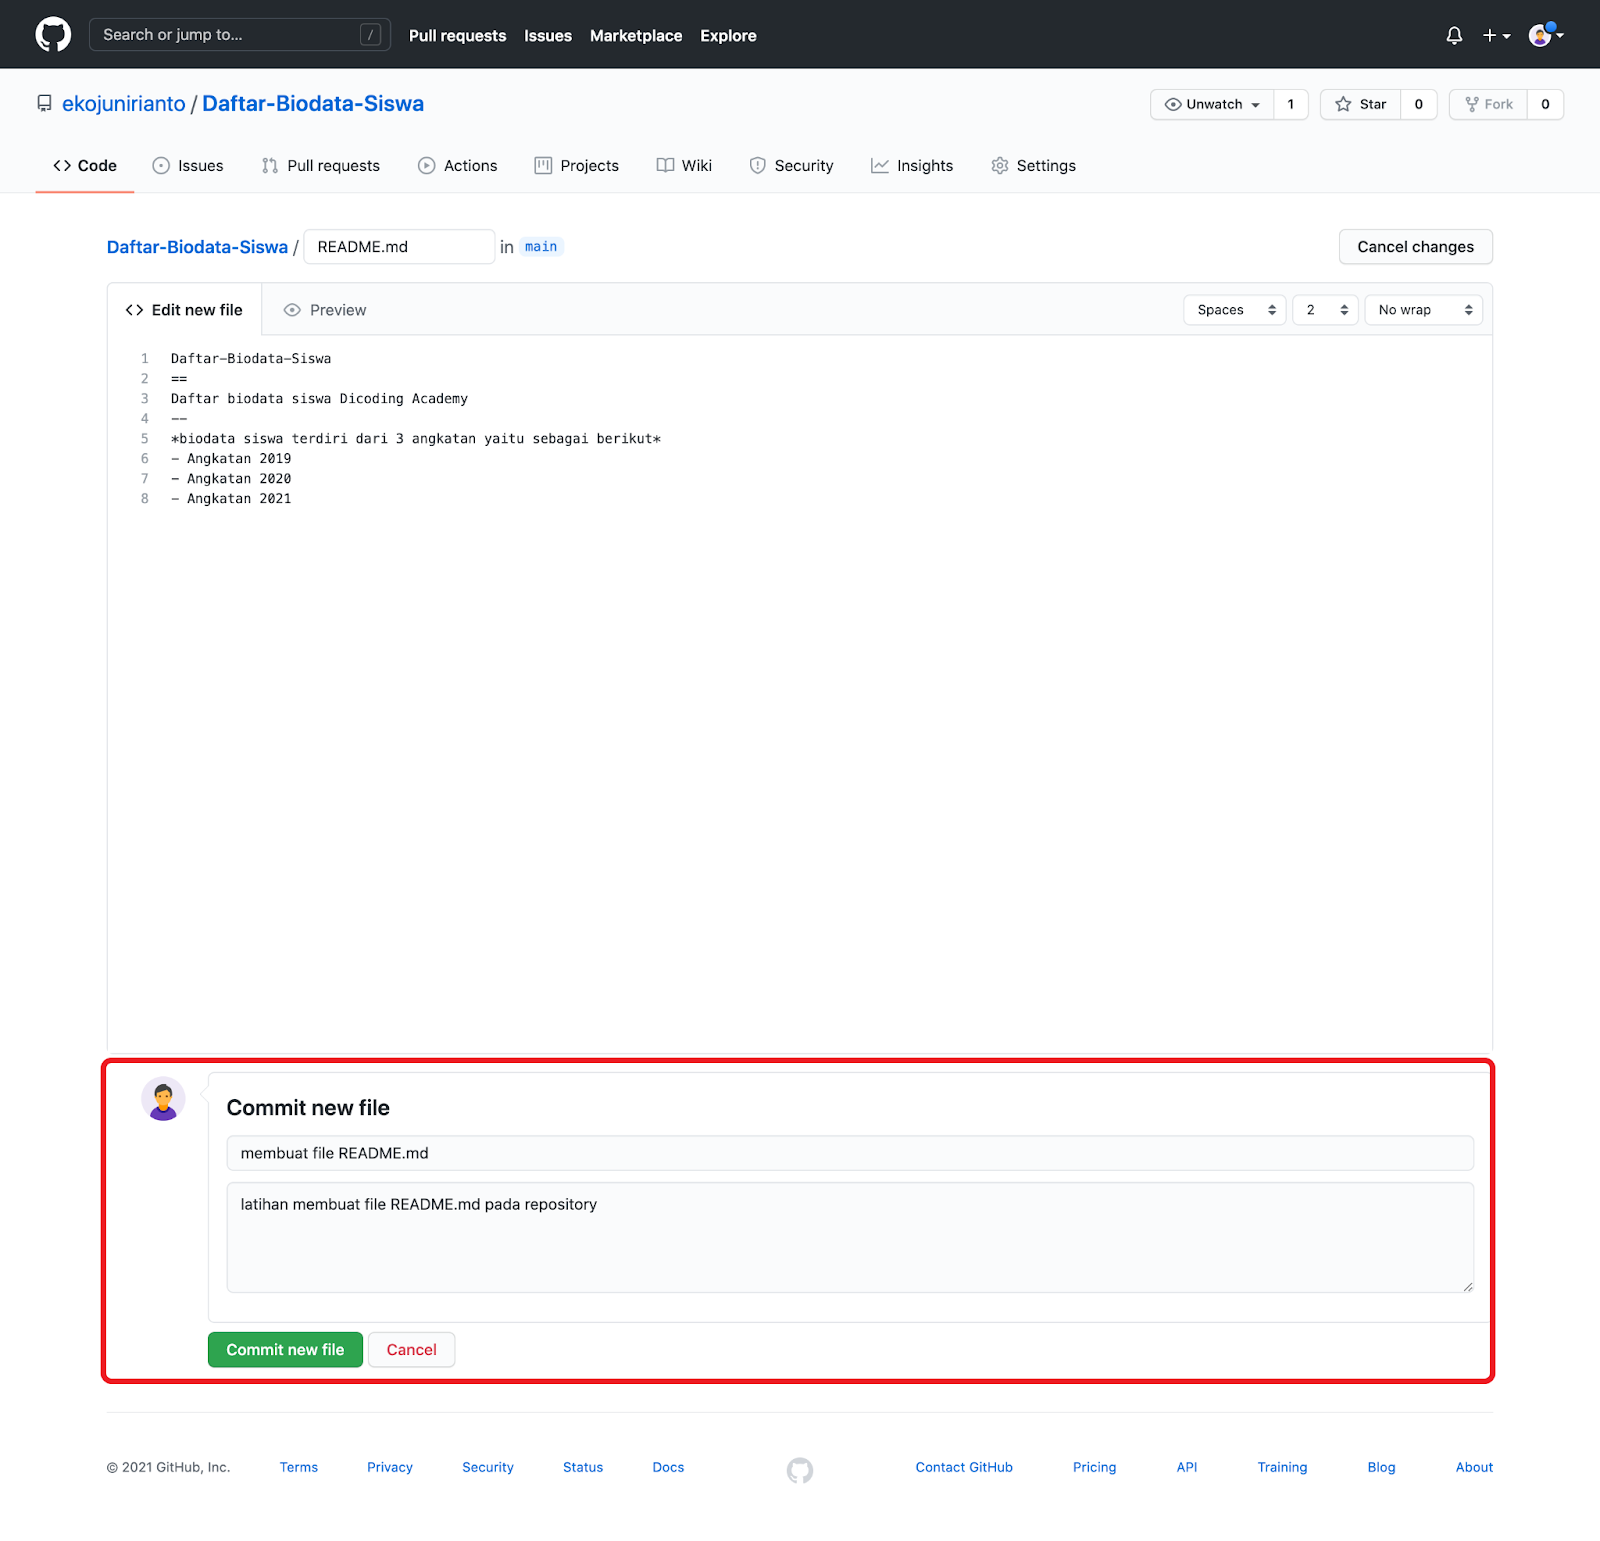 Search or jump to... /
Pull requests Issues Marketplace Explore
ekojunirianto / Daftar-Biodata-Siswa
Unwatch 1 Star 0 Fork 0
Code Issues Pull requests Actions Projects Wiki Security Insights Settings
Daftar-Biodata-Siswa / README.md in main
Cancel changes
Edit new file Preview
Spaces 2 No wrap
1 Daftar-Biodata-Siswa
2 ==
3 Daftar biodata siswa Dicoding Academy
4 --
5 *biodata siswa terdiri dari 3 angkatan yaitu sebagai berikut*
6 - Angkatan 2019
7 - Angkatan 2020
8 - Angkatan 2021
Commit new file
membuat file README.md
latihan membuat file README.md pada repository
Commit new file Cancel
© 2021 GitHub, Inc. Terms Privacy Security Status Docs Contact GitHub Pricing API Training Blog About